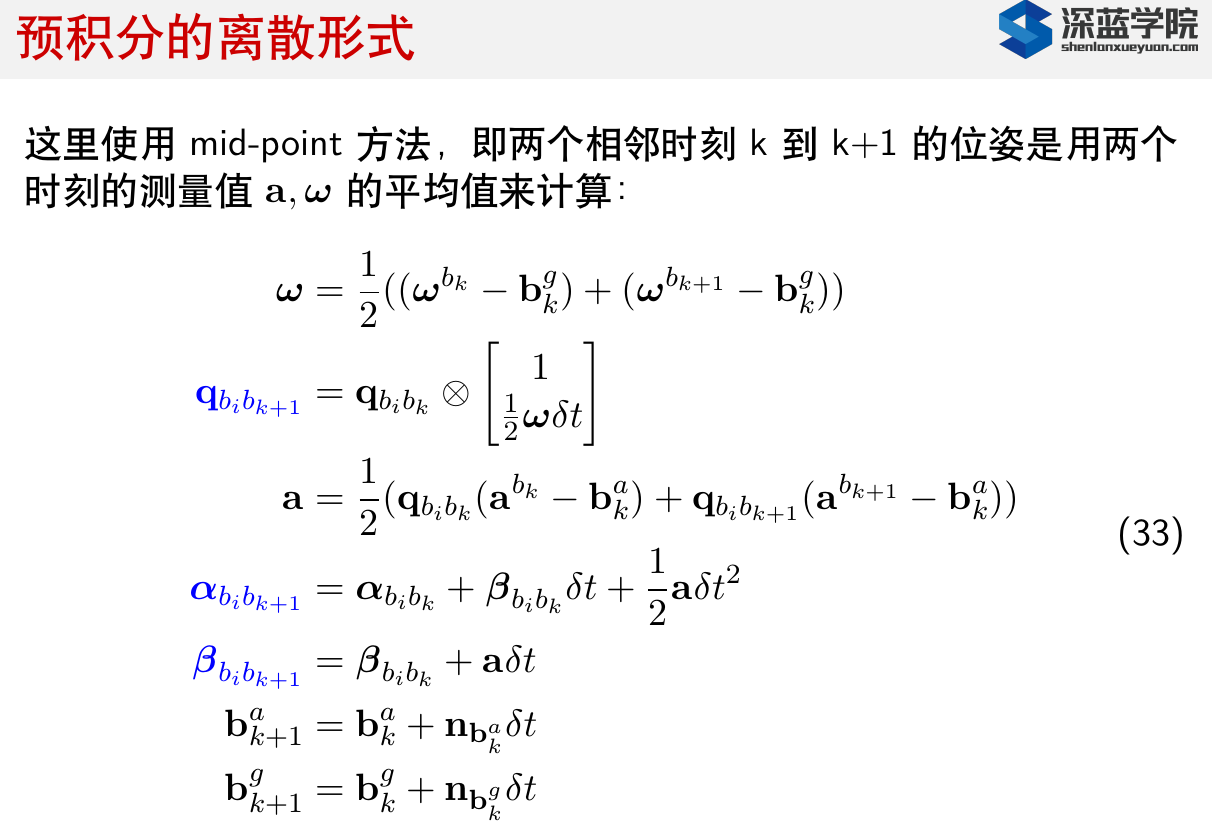 预积分的离散形式
深蓝学院
shenlanxueyuan.com
这里使用 mid-point 方法，即两个相邻时刻 k 到 k+1 的位姿是用两个
时刻的测量值 𝐚, 𝝎 的平均值来计算：
$\boldsymbol{\omega} = \frac{1}{2}((\boldsymbol{\omega}^{b_k} - \mathbf{b}_k^g) + (\boldsymbol{\omega}^{b_{k+1}} - \mathbf{b}_k^g))$
$\mathbf{q}_{b_i b_{k+1}} = \mathbf{q}_{b_i b_k} \otimes \begin{bmatrix} 1 \\ \frac{1}{2}\boldsymbol{\omega}\delta t \end{bmatrix}$
$\mathbf{a} = \frac{1}{2}(\mathbf{q}_{b_i b_k}(\mathbf{a}^{b_k} - \mathbf{b}_k^a) + \mathbf{q}_{b_i b_{k+1}}(\mathbf{a}^{b_{k+1}} - \mathbf{b}_k^a))$
(33)
$\boldsymbol{\alpha}_{b_i b_{k+1}} = \boldsymbol{\alpha}_{b_i b_k} + \boldsymbol{\beta}_{b_i b_k}\delta t + \frac{1}{2}\mathbf{a}\delta t^2$
$\boldsymbol{\beta}_{b_i b_{k+1}} = \boldsymbol{\beta}_{b_i b_k} + \mathbf{a}\delta t$
$\mathbf{b}_{k+1}^a = \mathbf{b}_k^a + \mathbf{n}_{\mathbf{b}_k^a}\delta t$
$\mathbf{b}_{k+1}^g = \mathbf{b}_k^g + \mathbf{n}_{\mathbf{b}_k^g}\delta t$